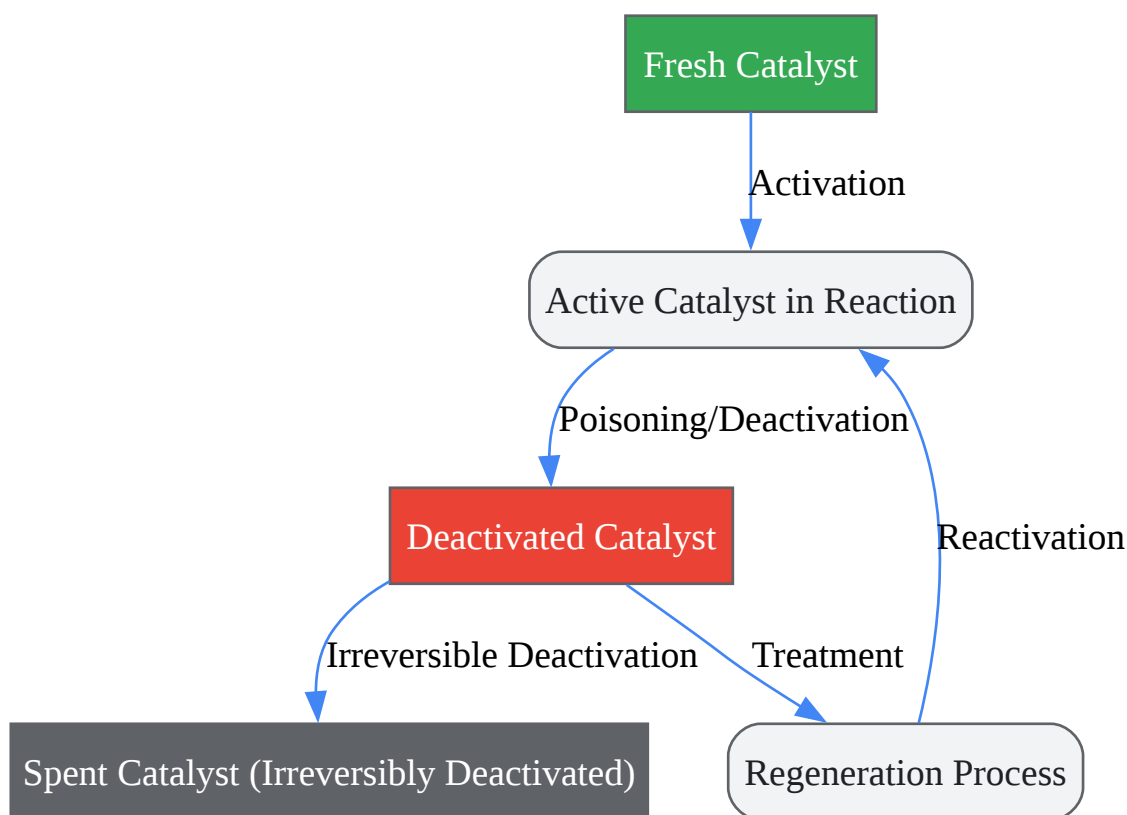 Fresh Catalyst
Activation
Active Catalyst in Reaction
Poisoning/Deactivation
Deactivated Catalyst
Reactivation
Irreversible Deactivation
Treatment
Spent Catalyst (Irreversibly Deactivated)
Regeneration Process